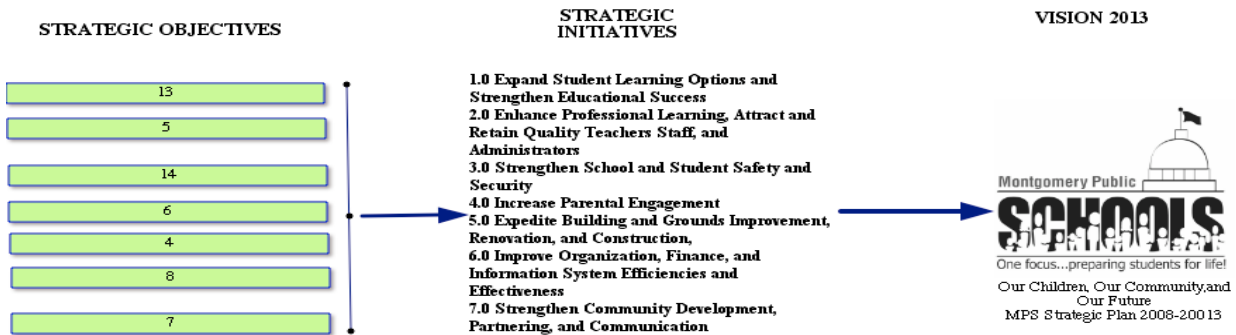 STRATEGIC OBJECTIVES
13
5
14
6
4
8
7
STRATEGIC
INITIATIVES
1.0 Expand Student Learning Options and
Strengthen Educational Success
2.0 Enhance Professional Learning, Attract and
Retain Quality Teachers Staff, and
Administrators
3.0 Strengthen School and Student Safety and
Security
4.0 Increase Parental Engagement
5.0 Expedite Building and Grounds Improvement,
Renovation, and Construction,
6.0 Improve Organization, Finance, and
Information System Efficiencies and
Effectiveness
7.0 Strengthen Community Development,
Partnering, and Communication
VISION 2013
Montgomery Public
SCHOOLS
One focus...preparing students for life!
Our Children, Our Community,and
Our Future
MPS Strategic Plan 2008-20013